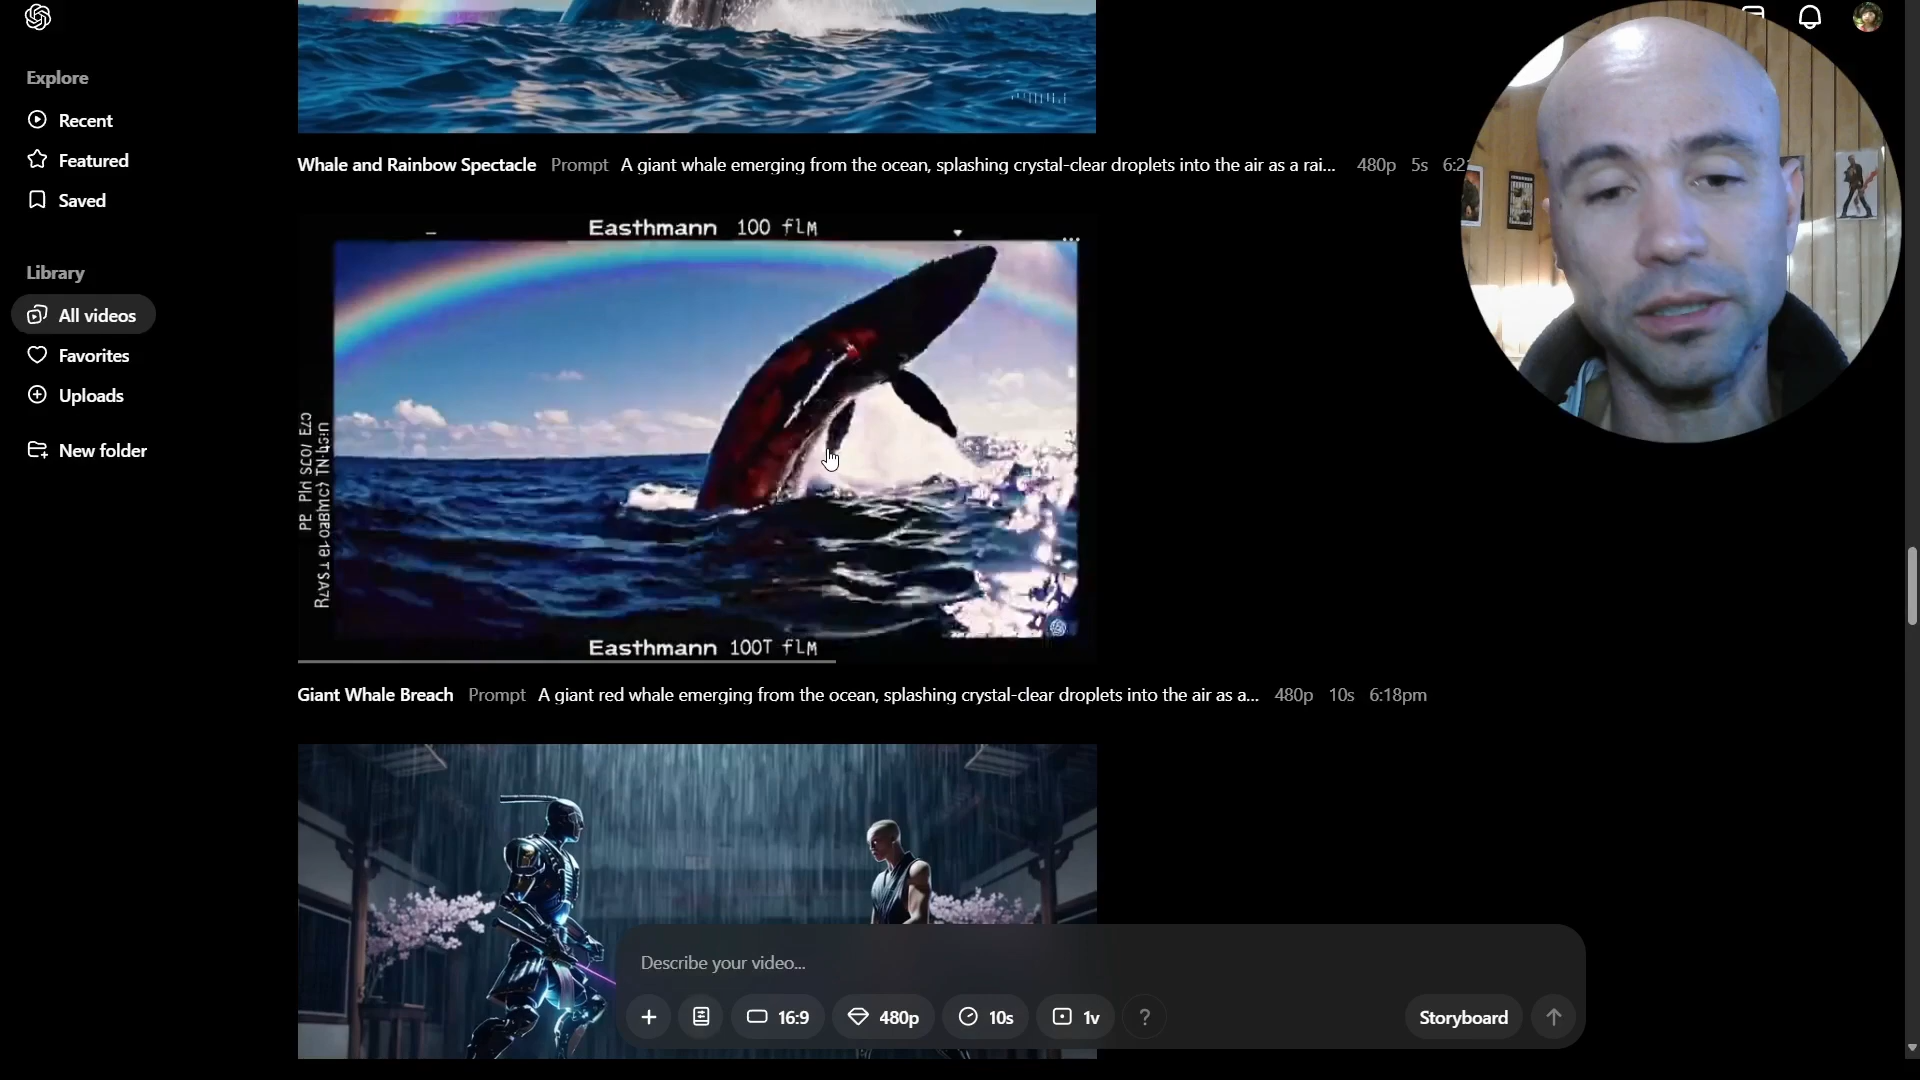 Explore
Recent
Featured
Saved
Library
All videos
Favorites
Uploads
New folder
Whale and Rainbow Spectacle Prompt A giant whale emerging from the ocean, splashing crystal-clear droplets into the air as a rai... 480p 5s
Easthmann 100 fLM
Easthmann 100T fLM
Giant Whale Breach Prompt A giant red whale emerging from the ocean, splashing crystal-clear droplets into the air as a... 480p 10s 6:18pm
Describe your video...
16:9 480p 10s 1v ? Storyboard